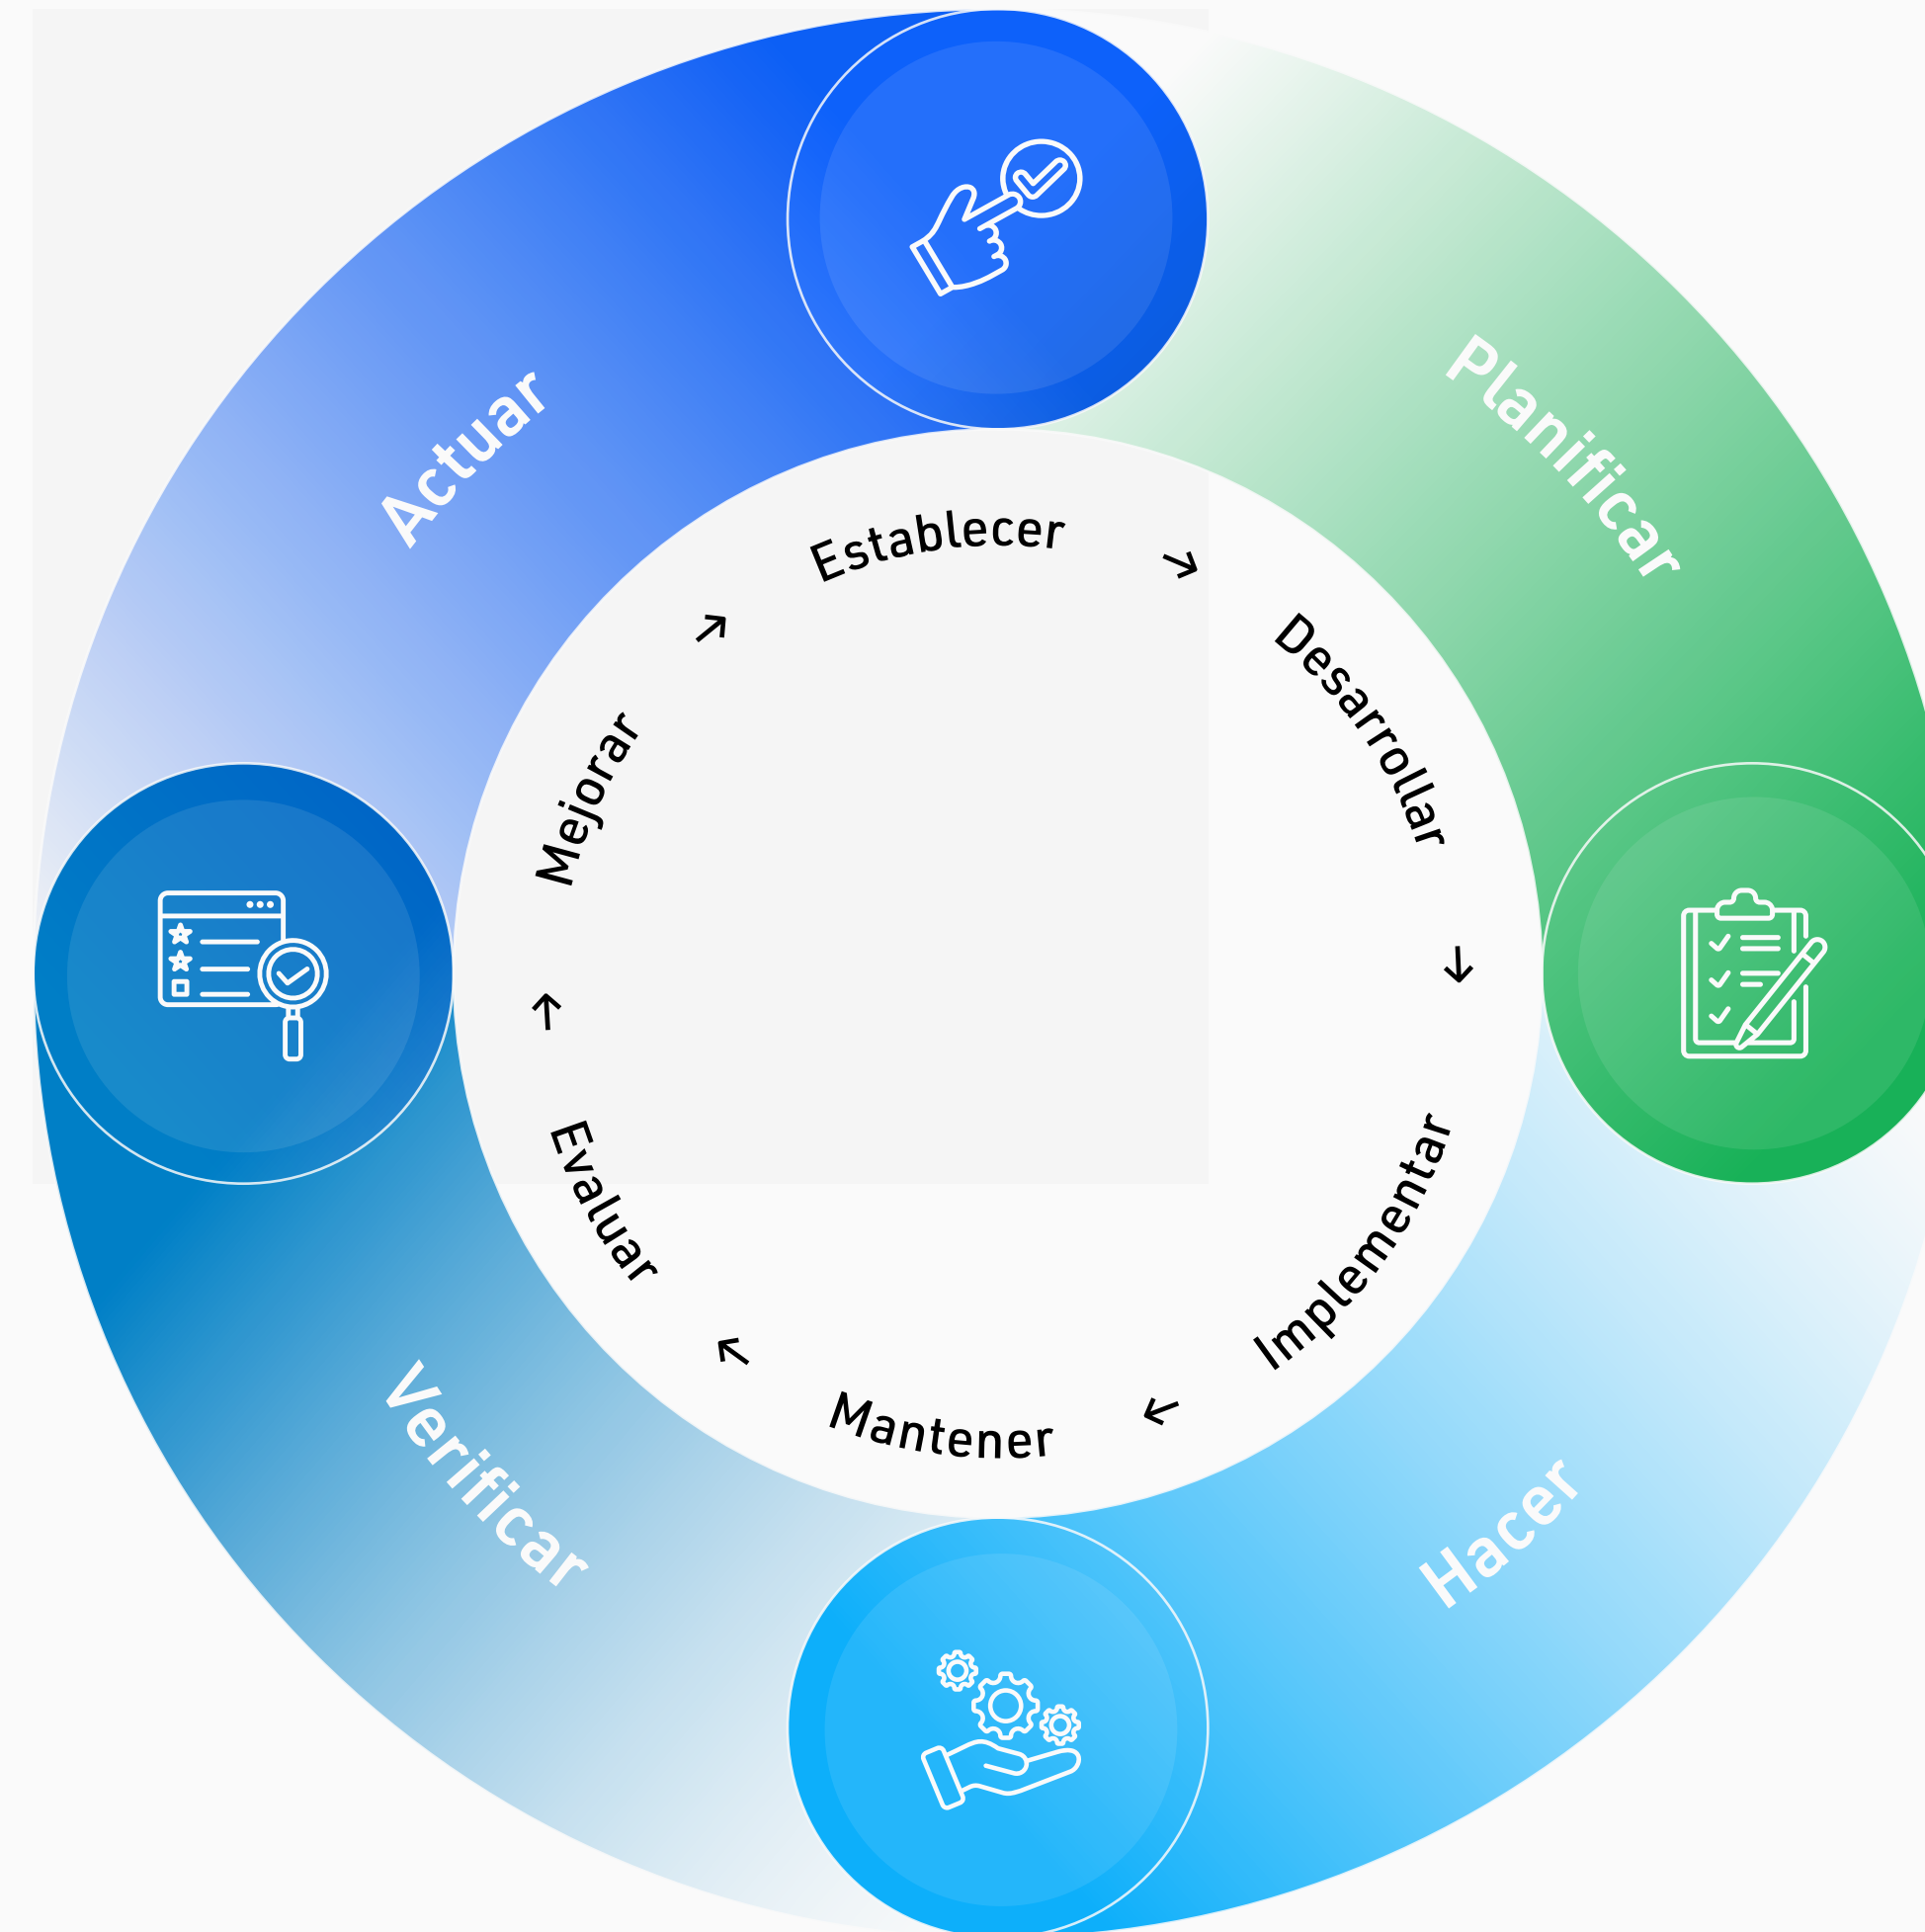 Actuar
Planificar
Hacer
Verificar
Establecer
Desarrollar
Implementar
Mantener
Evaluar
Mejorar